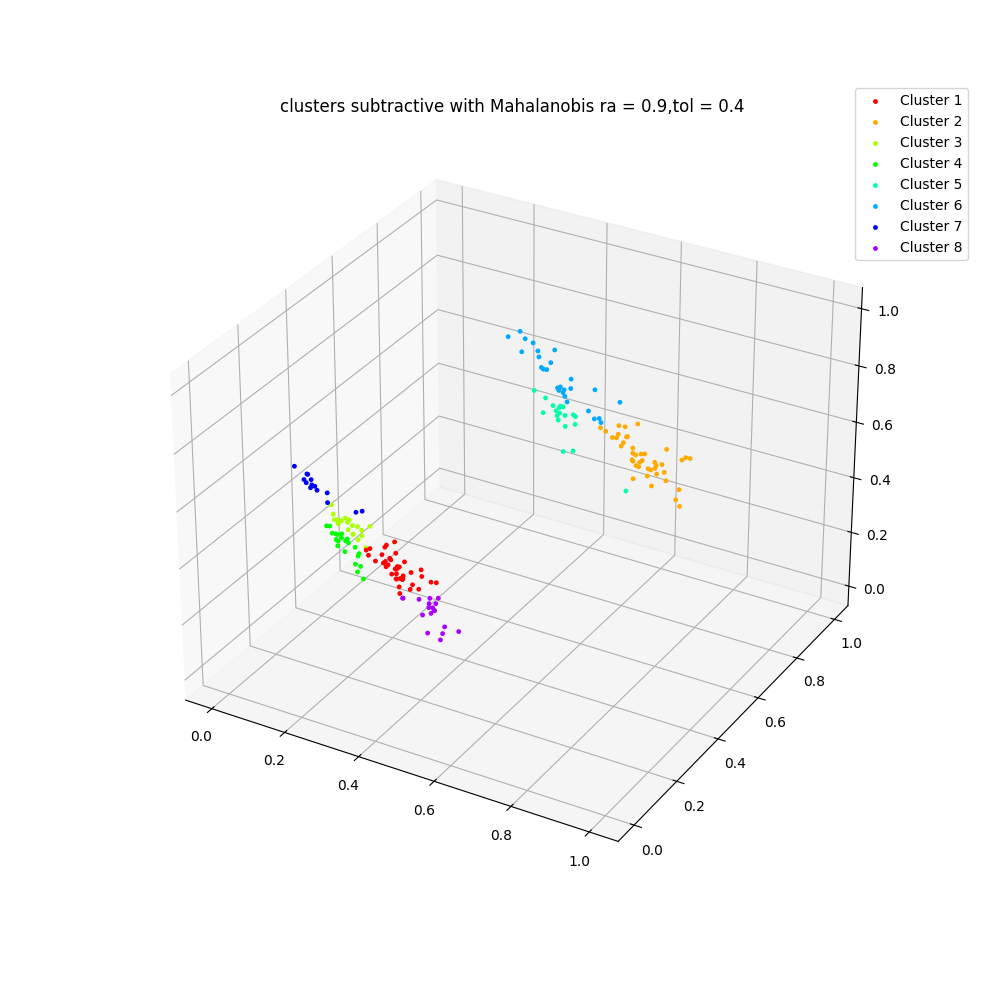 clusters subtractive with Mahalanobis ra = 0.9,tol = 0.4
Cluster 1
Cluster 2
Cluster 3
Cluster 4
Cluster 5
Cluster 6
Cluster 7
Cluster 8
1.0
0.8
0.6
0.4
0.2
0.0
1.0
0.8
0.6
0.4
0.2
0.0
0.0
0.2
0.4
0.6
0.8
1.0